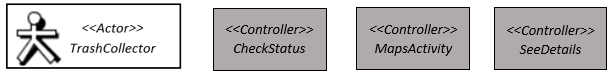 <<Actor>>
TrashCollector
<<Controller>>
CheckStatus
<<Controller>>
MapsActivity
<<Controller>>
SeeDetails